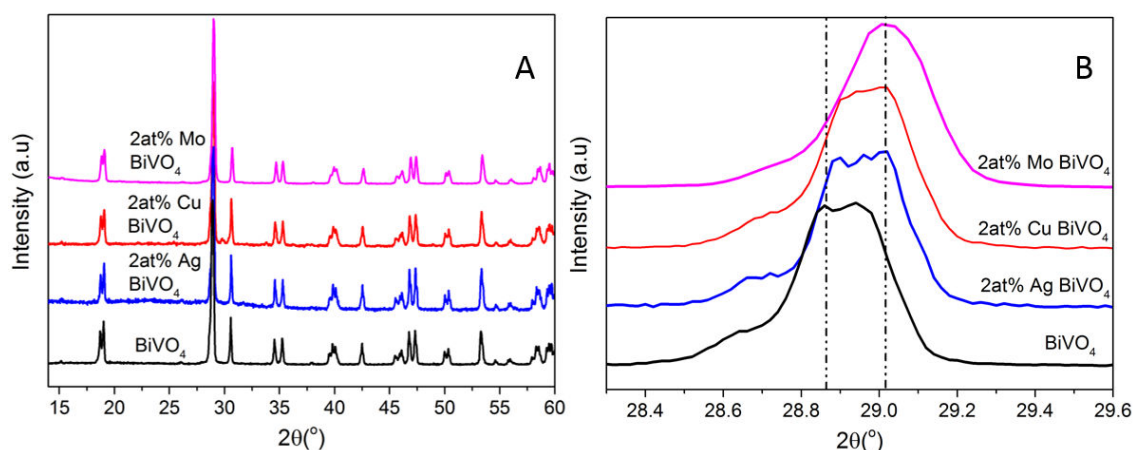 A
2at% Mo
BiVO₄
2at% Cu
BiVO₄
2at% Ag
BiVO₄
BiVO₄
Intensity (a.u)
15 20 25 30 35 40 45 50 55 60
2θ(°)
B
2at% Mo BiVO₄
2at% Cu BiVO₄
2at% Ag BiVO₄
BiVO₄
Intensity (a.u)
28.4 28.6 28.8 29.0 29.2 29.4 29.6
2θ(°)